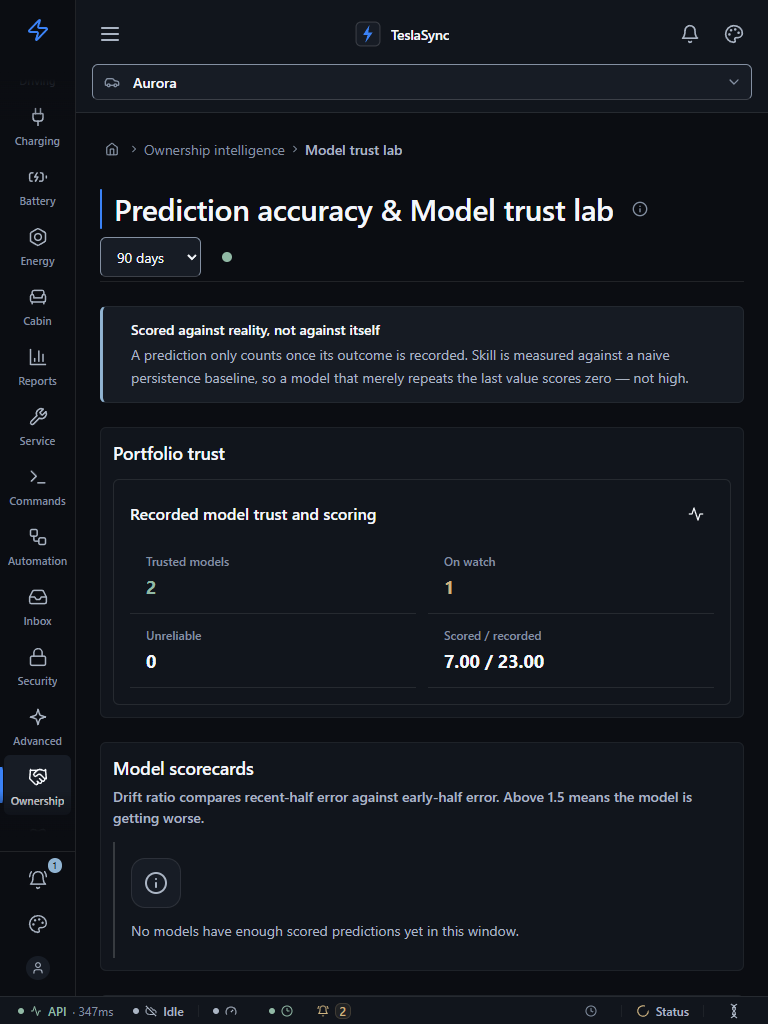 TeslaSync
Aurora
Charging
Battery
Energy
Cabin
Reports
Service
Commands
Automation
Inbox
Security
Advanced
Ownership
1
Ownership intelligence > Model trust lab
Prediction accuracy & Model trust lab
90 days
Scored against reality, not against itself
A prediction only counts once its outcome is recorded. Skill is measured against a naive
persistence baseline, so a model that merely repeats the last value scores zero — not high.
Portfolio trust
Recorded model trust and scoring
Trusted models
2
On watch
1
Unreliable
0
Scored / recorded
7.00 / 23.00
Model scorecards
Drift ratio compares recent-half error against early-half error. Above 1.5 means the model is
getting worse.
No models have enough scored predictions yet in this window.
API · 347ms
Idle
2
Status